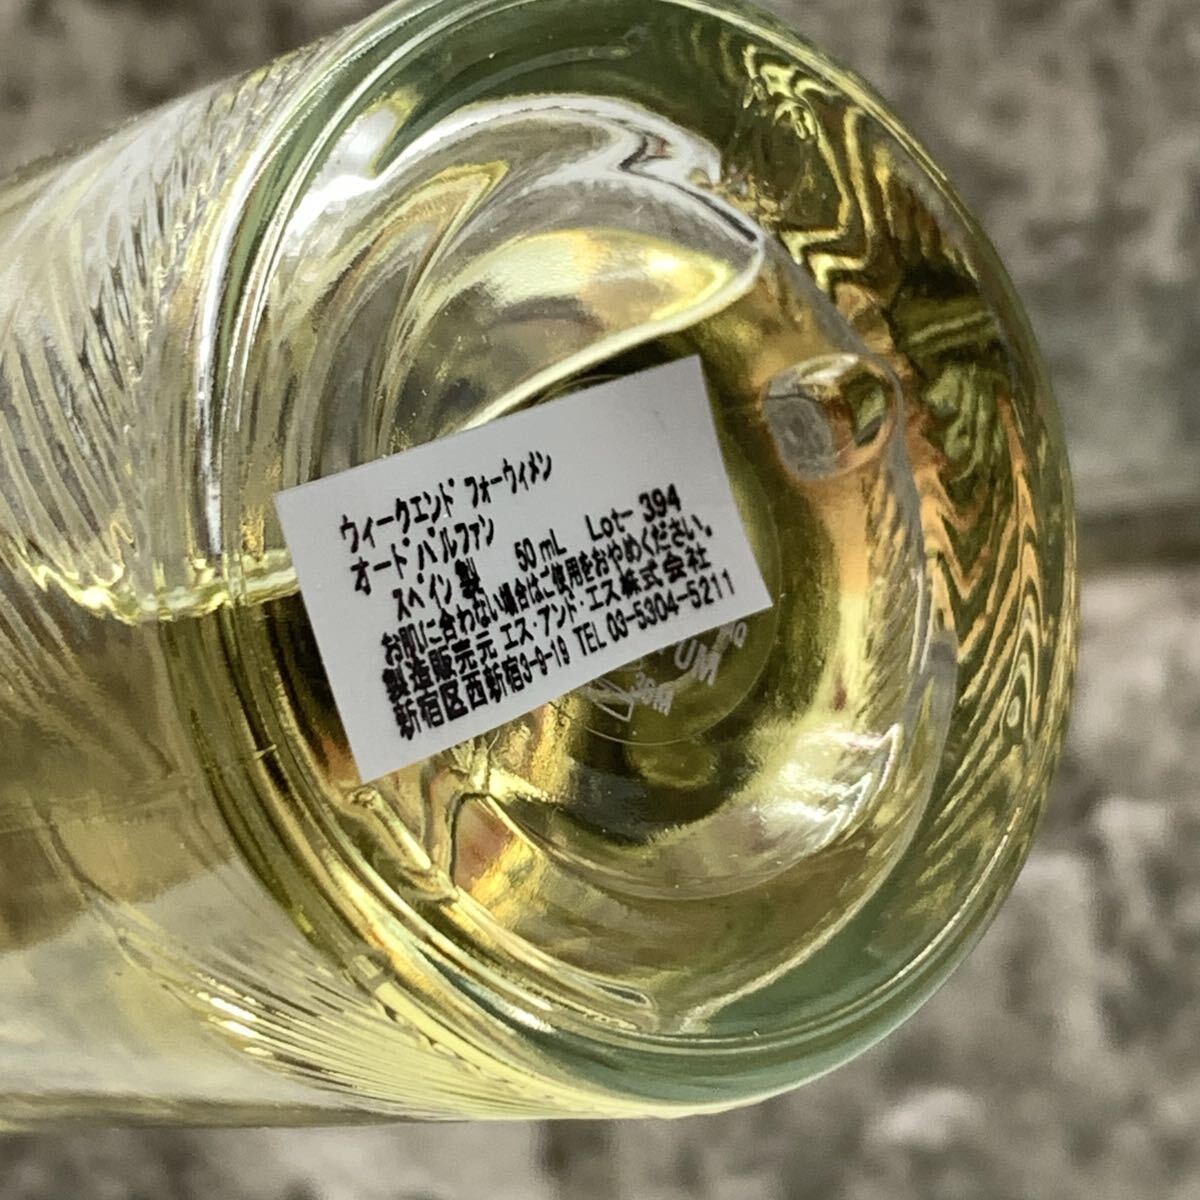 ウィークエンド フォーウィメン
オードパルファン
スペイン製 50 mL Lot- 394
お肌に合わない場合はご使用をおやめください。
製造販売元 エス・アンド・エス株式会社
新宿区西新宿3-9-19 TEL 03-5304-5211